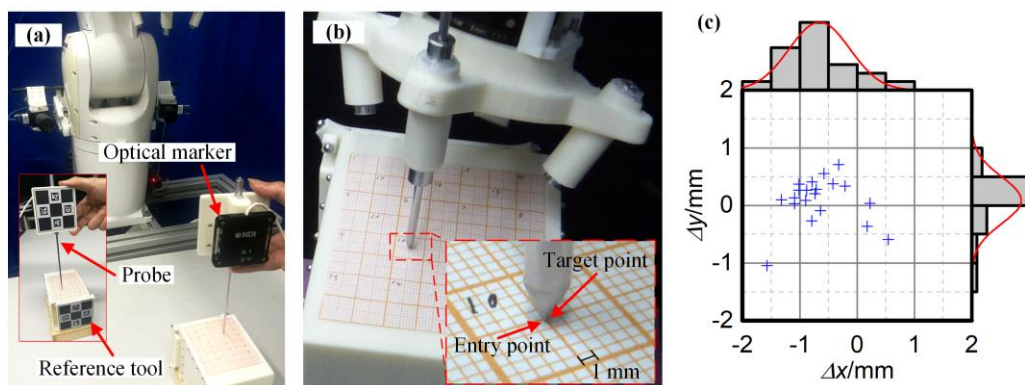 (a)
Optical marker
NDI
Probe
Reference tool
(b)
Target point
16
Entry point
1 mm
(c)
2
1
0
-1
-2
Δy/mm
-2
-1
0
1
2
Δx/mm